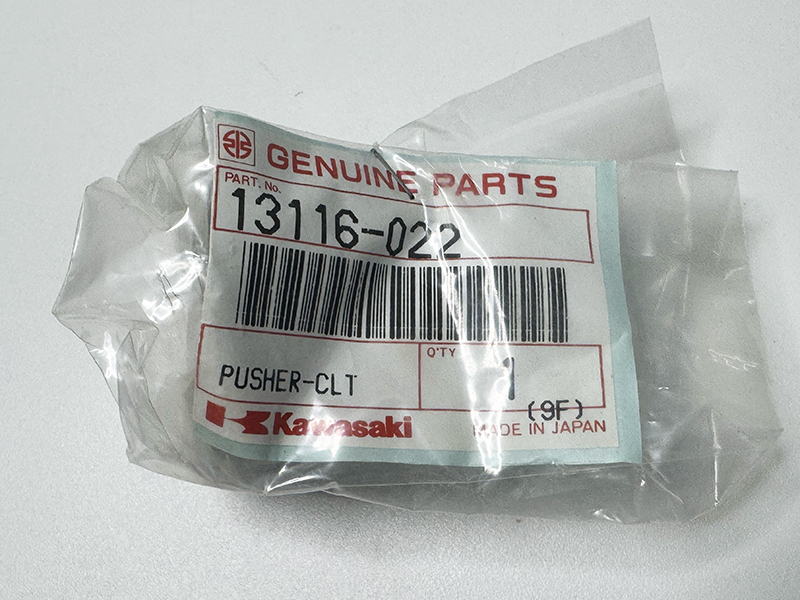 GENUINE PARTS
PART. No.
13116-022
PUSHER-CLT
Q'TY
1
(9F)
Kawasaki
MADE IN JAPAN